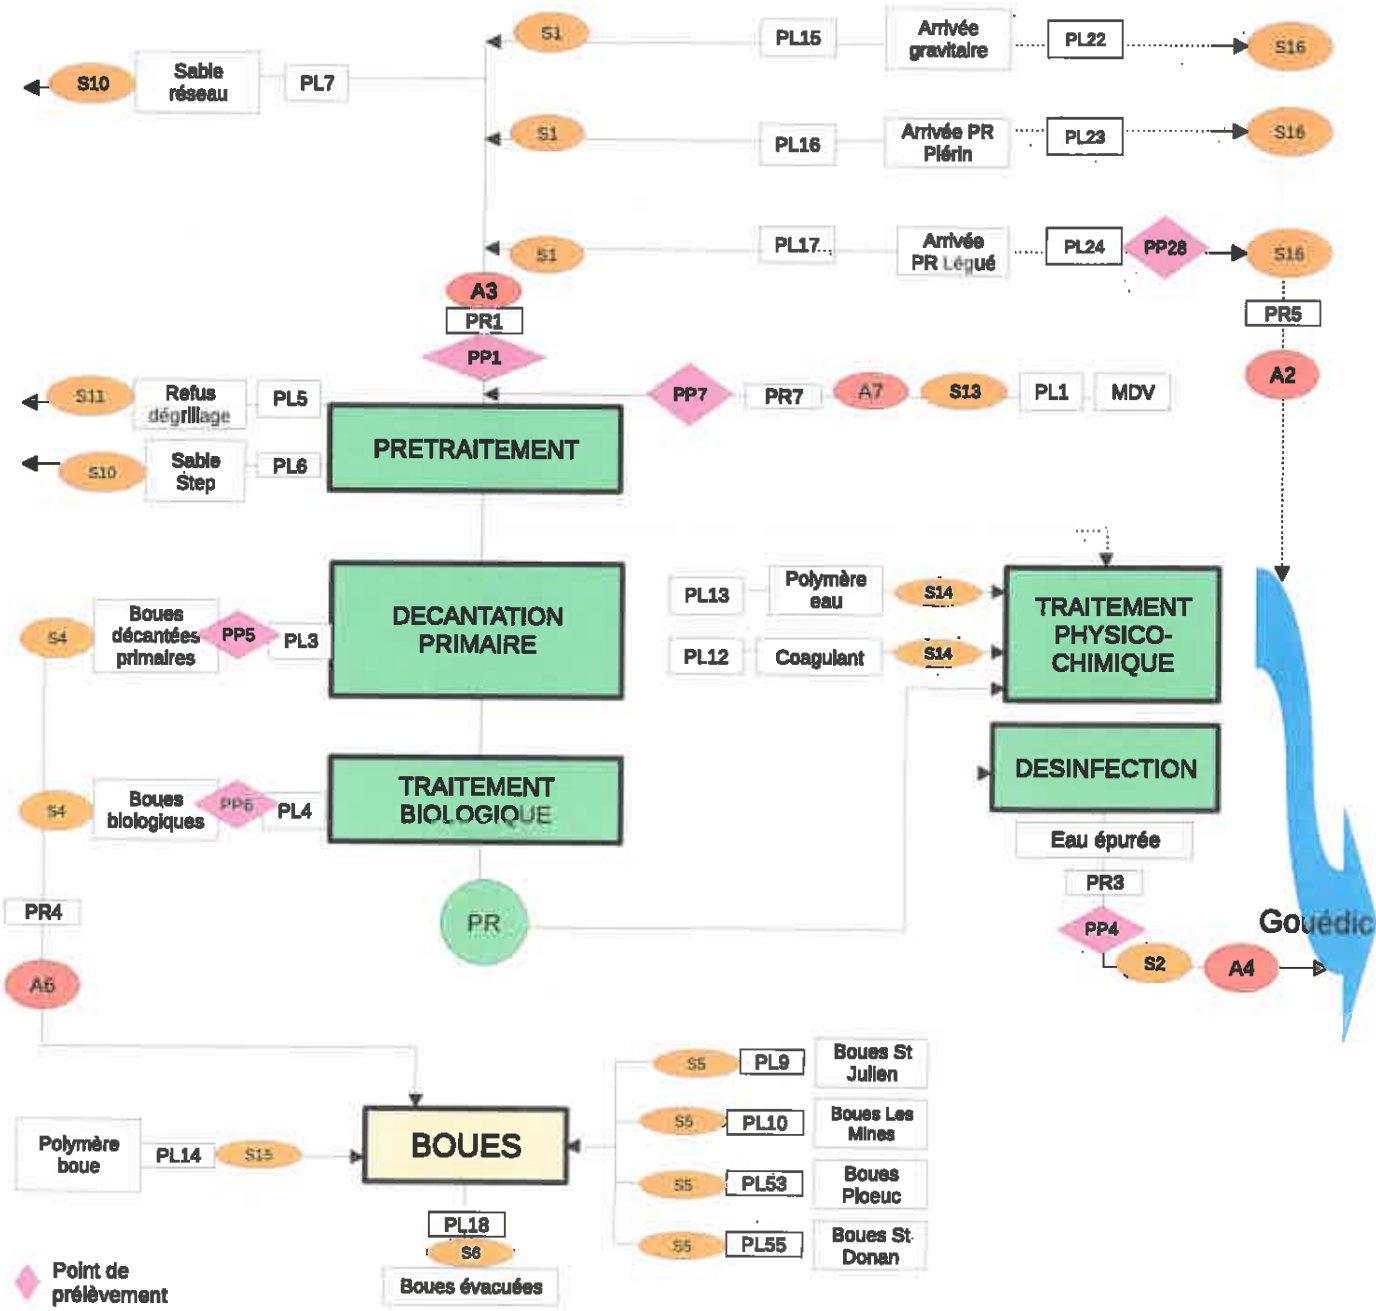 S1
PL15
Arrivée
gravitaire
PL22
S16
S10
Sable
réseau
PL7
S1
PL16
Arrivée PR
Plérin
PL23
S16
S1
PL17
Arrivée
PR Légué
PL24
PP28
S16
A3
PR1
PP1
PR5
A2
S11
Refus
dégrillage
PL5
PP7
PR7
A7
S13
PL1
MDV
PRETRAITEMENT
S10
Sable
Step
PL6
S4
Boues
décantées
primaires
PP5
PL3
DECANTATION
PRIMAIRE
PL13
Polymère
eau
S14
PL12
Coagulant
S14
TRAITEMENT
PHYSICO-
CHIMIQUE
S4
Boues
biologiques
PP6
PL4
TRAITEMENT
BIOLOGIQUE
DESINFECTION
Eau épurée
PR3
PR4
PR
PP4
Gouédic
S2
A4
A6
S5
PL9
Boues St
Julien
S5
PL10
Boues Les
Mines
S5
PL53
Boues
Ploeuc
S5
PL55
Boues St
Donan
Polymère
boue
PL14
S15
BOUES
PL18
S6
Boues évacuées
Point de
prélèvement